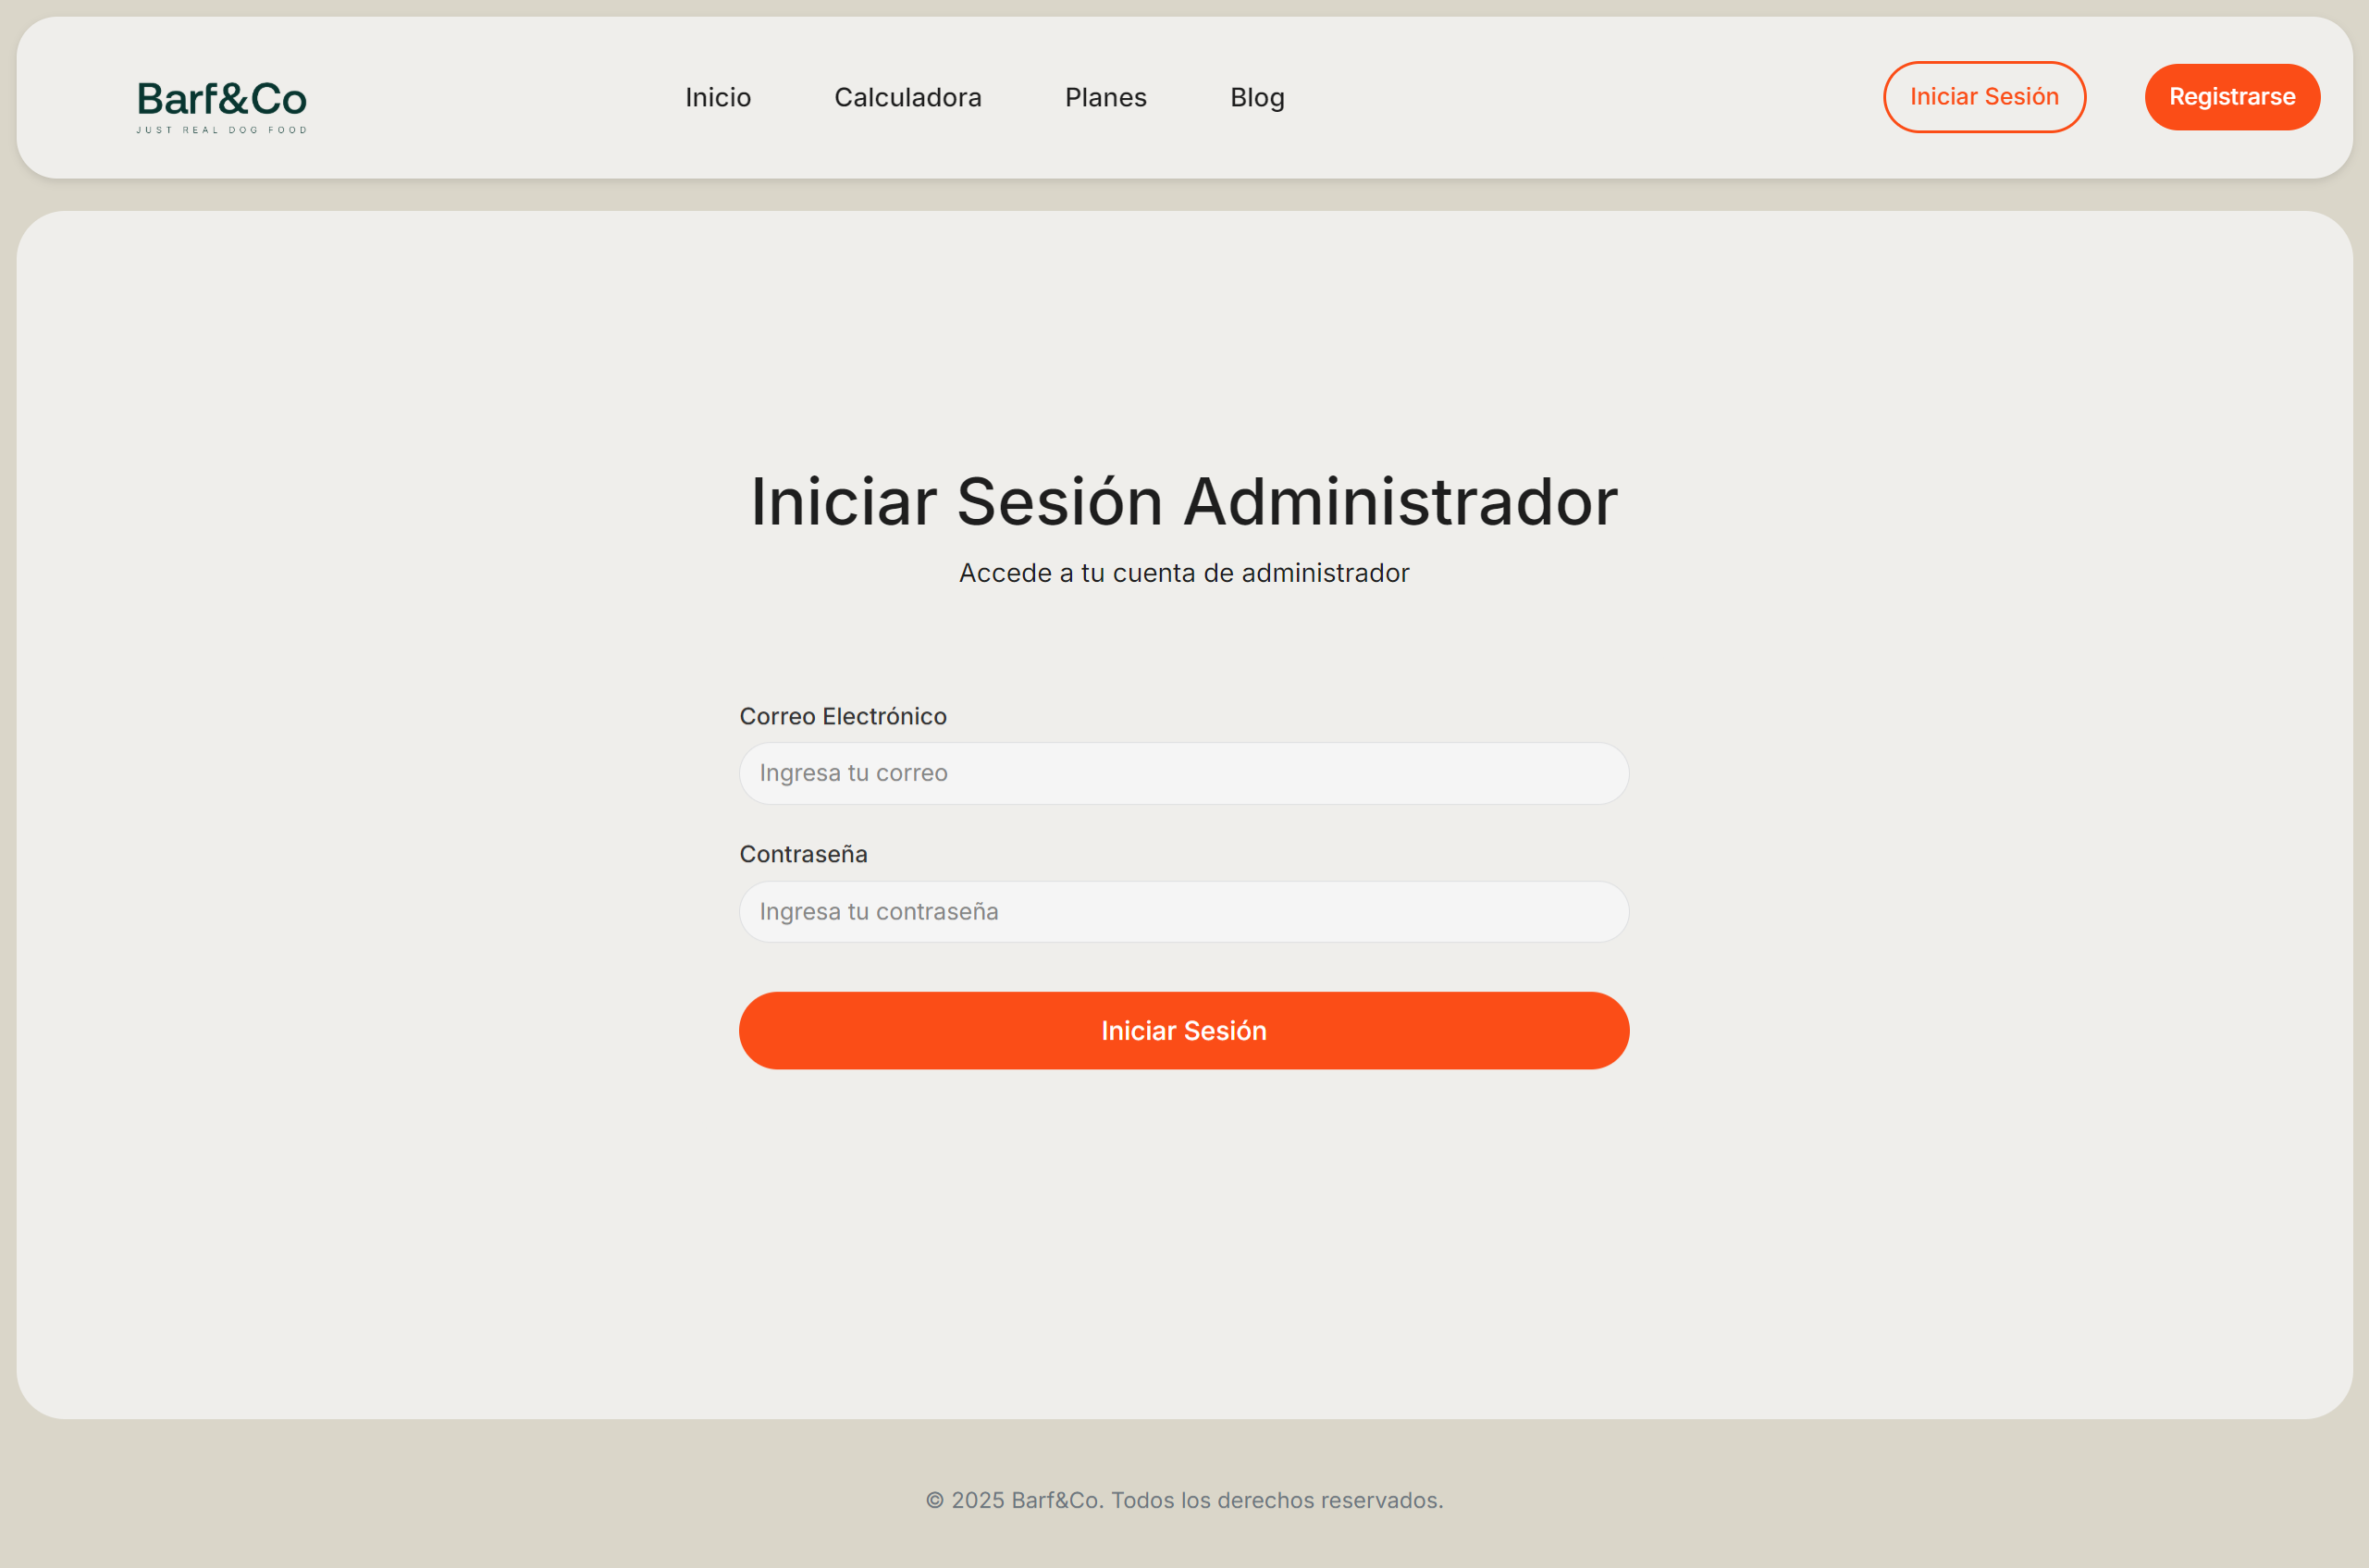 Barf&Co
JUST REAL DOG FOOD
Inicio
Calculadora
Planes
Blog
Iniciar Sesión
Registrarse
Iniciar Sesión Administrador
Accede a tu cuenta de administrador
Correo Electrónico
Ingresa tu correo
Contraseña
Ingresa tu contraseña
Iniciar Sesión
© 2025 Barf&Co. Todos los derechos reservados.